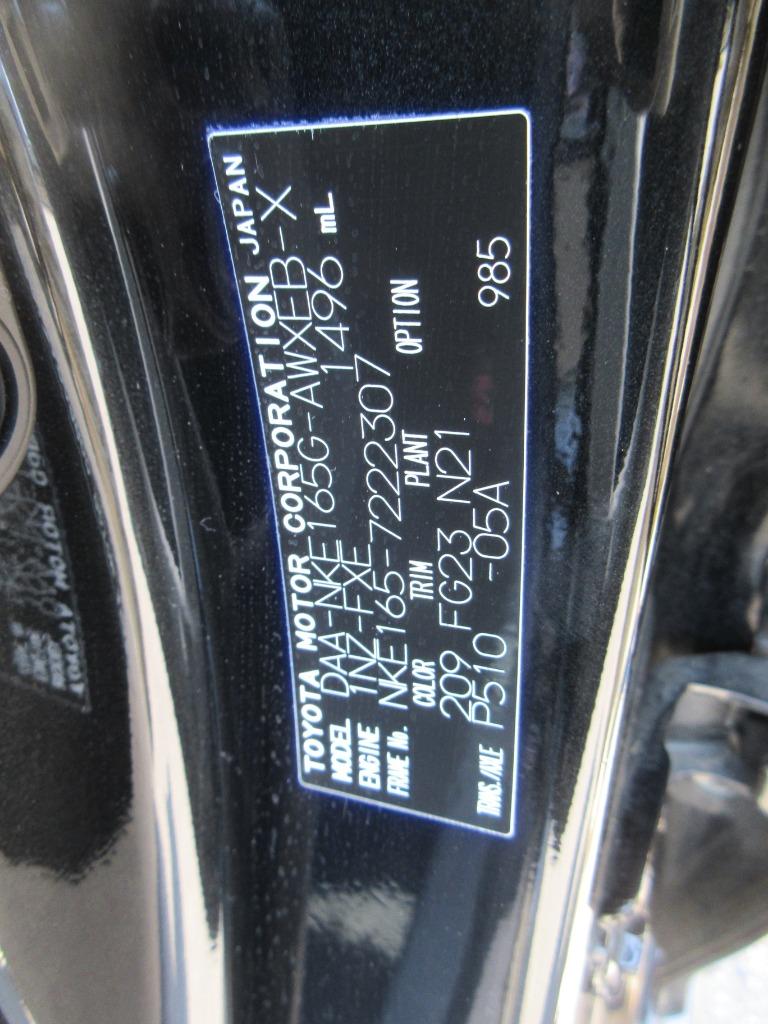 TOYOTA MOTOR CORPORATION JAPAN
MODEL DAA-NKE165G-AWXEB-X
ENGINE 1NZ-FXE 1496 mL
FRAME No. NKE165-7222307
COLOR TRIM PLANT OPTION
209 FG23 N21
TRANS./AXLE P510 -05A 985